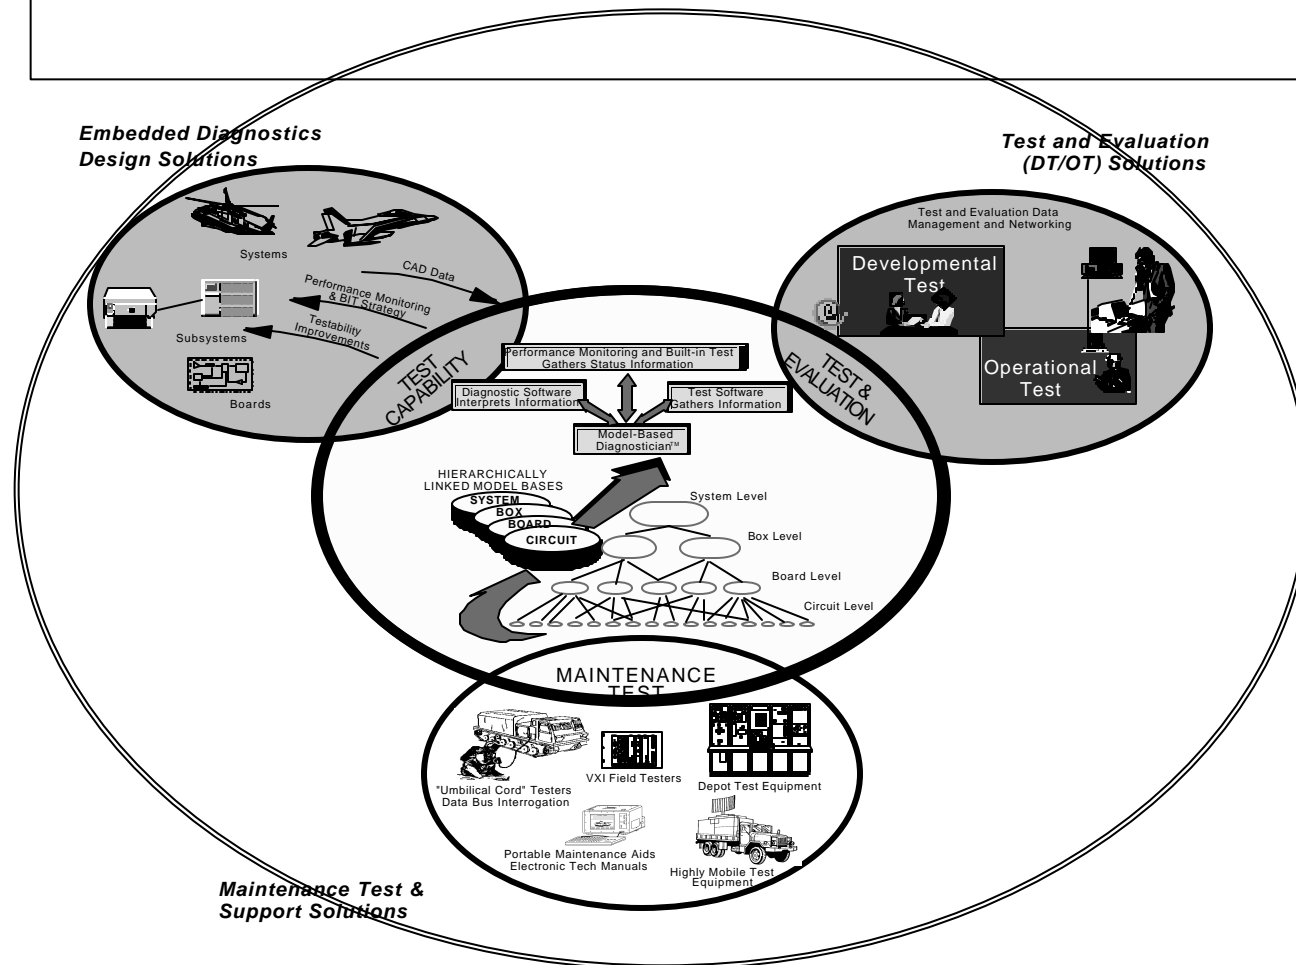 Embedded Diagnostics
Design Solutions
Test and Evaluation
(DT/OT) Solutions
Systems
CAD Data
Performance Monitoring
& BIT Strategy
Testability
Improvements
Subsystems
Boards
TEST
CAPABILITY
Test and Evaluation Data
Management and Networking
Developmental
Test
Operational
Test
TEST &
EVALUATION
Performance Monitoring and Built-in Test
Gathers Status Information
Diagnostic Software
Interprets Information
Test Software
Gathers Information
Model-Based
Diagnostician™
HIERARCHICALLY
LINKED MODEL BASES
SYSTEM
BOX
BOARD
CIRCUIT
System Level
Box Level
Board Level
Circuit Level
MAINTENANCE
TEST
"Umbilical Cord" Testers
Data Bus Interrogation
VXI Field Testers
Depot Test Equipment
Portable Maintenance Aids
Electronic Tech Manuals
Highly Mobile Test
Equipment
Maintenance Test &
Support Solutions